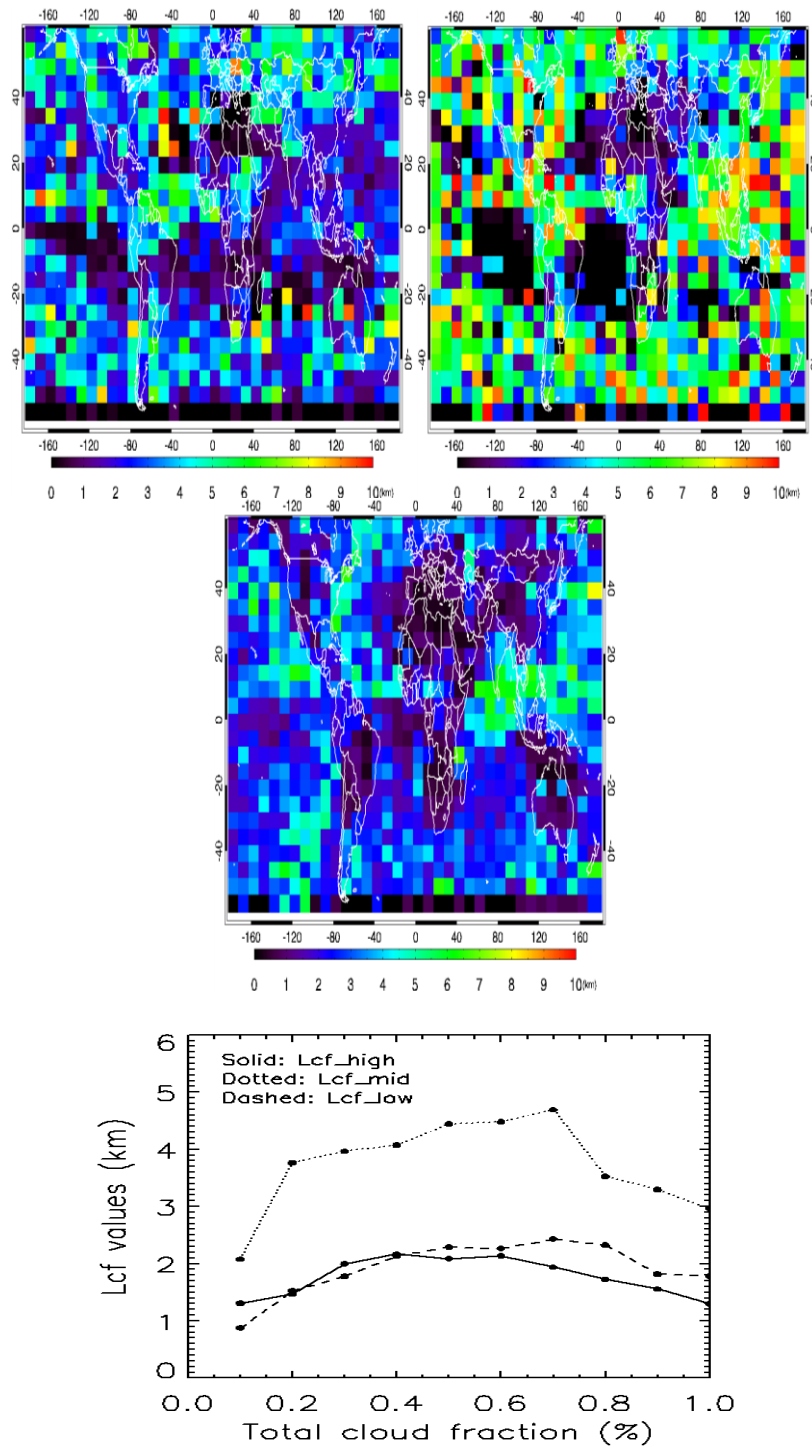 -160 -120 -80 -40 0 40 80 120 160
-160 -120 -80 -40 0 40 80 120 160
40 20 0 -20 -40
40 20 0 -20 -40
-160 -120 -80 -40 0 40 80 120 160
-160 -120 -80 -40 0 40 80 120 160
0 1 2 3 4 5 6 7 8 9 10(km)
0 1 2 3 4 5 6 7 8 9 10(km)
-160 -120 -80 -40 0 40 80 120 160
40 20 0 -20 -40
40 20 0 -20 -40
160 -120 -80 -40 0 40 80 120 160
0 1 2 3 4 5 6 7 8 9 10(km)
6
Solid: Lcf_high
Dotted: Lcf_mid
Dashed: Lcf_low
5
4
3
2
1
0
Lcf values (km)
0.0 0.2 0.4 0.6 0.8 1.0
Total cloud fraction (%)